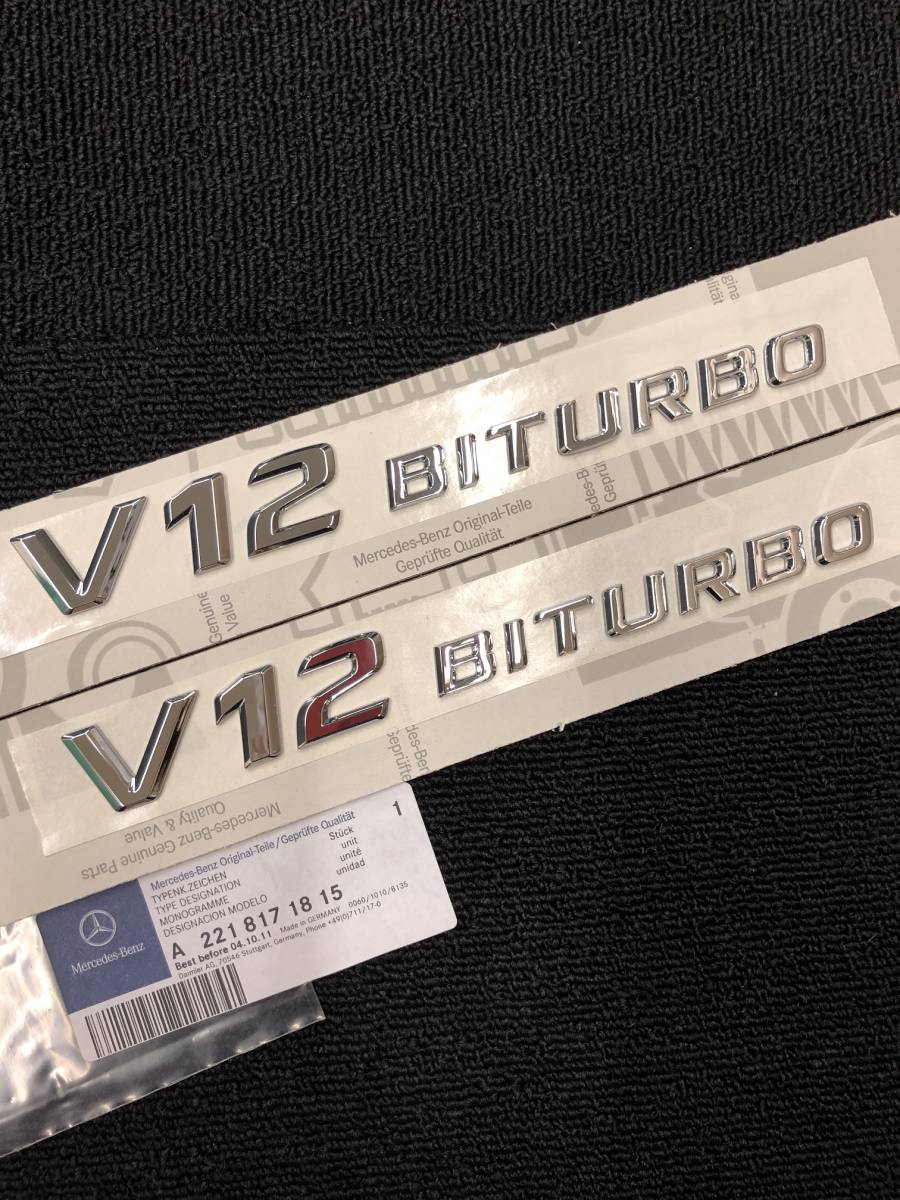 V12 BITURBO
Mercedes-Benz Original-Teile
Geprüfte Qualität
Genuine
Value
V12 BITURBO
Mercedes-Benz Genuine Parts
Quality & Value
Mercedes-Benz Original-Teile/Geprüfte Qualität 1
TYPENK.ZEICHEN Stück
TYPE DESIGNATION unit
MONOGRAMME unité
DESIGNACION MODELO unidad
A 221 817 18 15
Best before 04.10.11 Made in GERMANY 0060/1010/8135
Daimler AG, 70546 Stuttgart, Germany, Phone +49(0)711/17-0
Mercedes-Benz